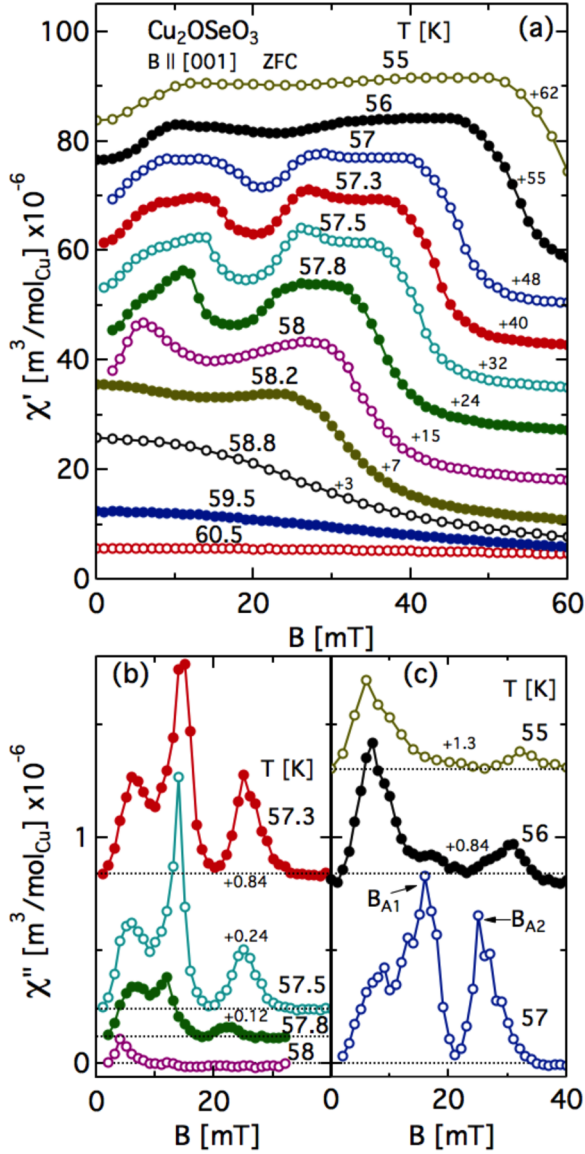 100
Cu₂OSeO₃ T [K] (a)
B || [001] ZFC
55
+62
80
56
57
+55
57.3
60
57.5
+48
57.8
+40
40
58
+32
58.2
+24
58.8
+15
20
+3
+7
59.5
60.5
0
χ' [m³/mol_Cu] x10⁻⁶
0 20 40 60
B [mT]
(b)
T [K]
57.3
1
+0.84
+0.24
57.5
+0.12
57.8
58
0
χ'' [m³/mol_Cu] x10⁻⁶
0 20
B [mT]
(c)
T [K]
55
+1.3
56
+0.84
B_A1
B_A2
57
0 20 40
B [mT]